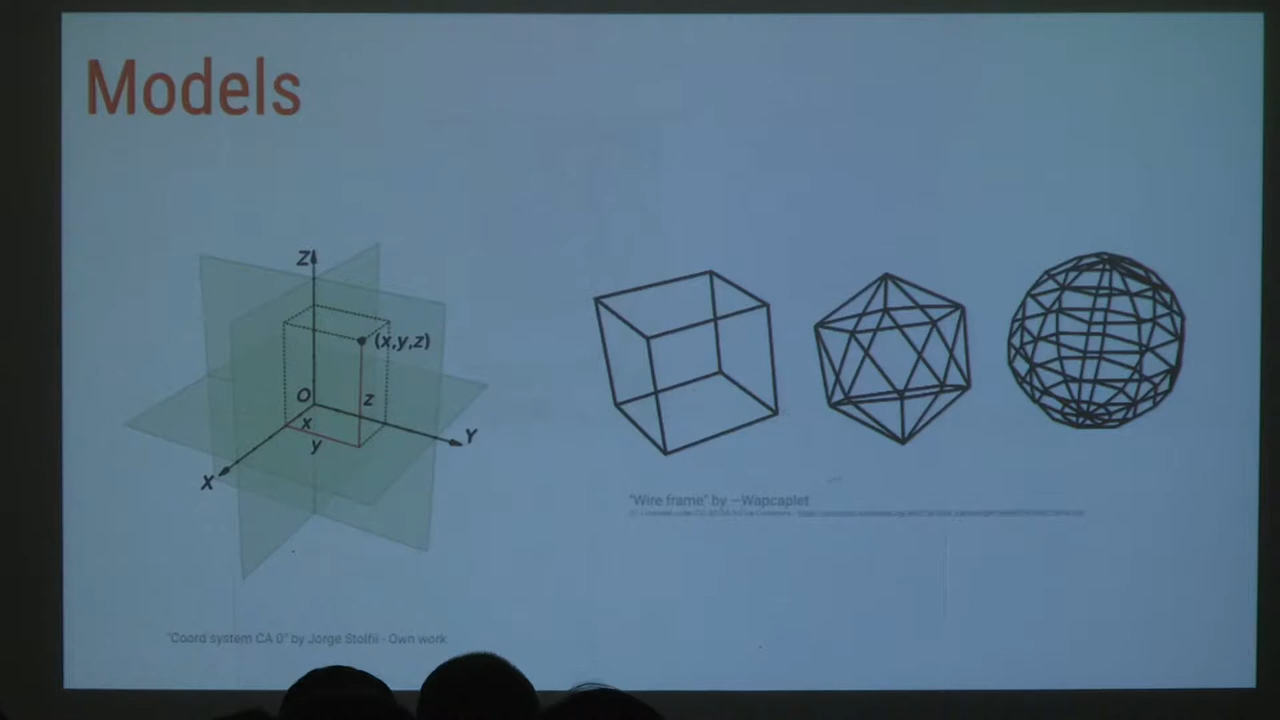 Models
Z
(x,y,z)
O
z
x
Y
y
X
"Wire frame" by –Wapcaplet
"Coord system CA 0" by Jorge Stolfi - Own work